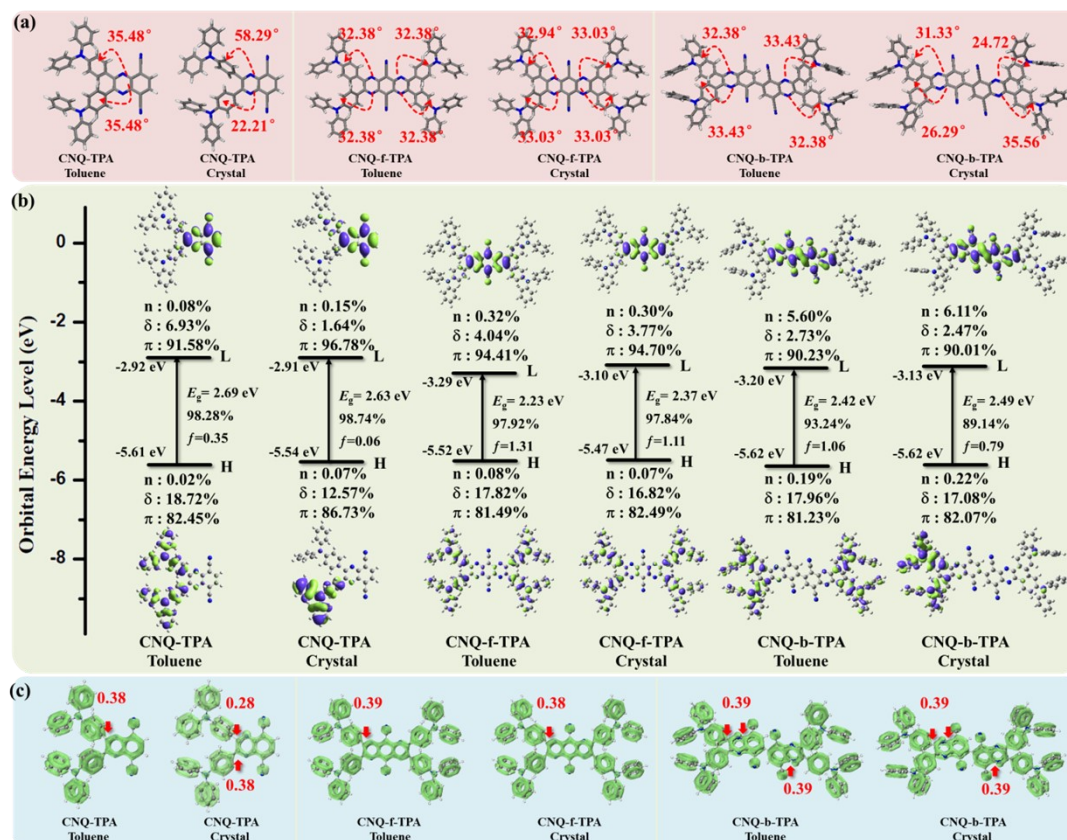 (a)
35.48°
58.29°
32.38°
32.38°
32.94°
33.03°
32.38°
33.43°
31.33°
24.72°
35.48°
22.21°
32.38°
32.38°
33.03°
33.03
33.43°
32.38°
26.29°
35.56°
CNQ-TPA
Toluene
CNQ-TPA
Crystal
CNQ-f-TPA
Toluene
CNQ-f-TPA
Crystal
CNQ-b-TPA
Toluene
CNQ-b-TPA
Crystal
(b)
Orbital Energy Level (eV)
0
-2
-4
-6
-8
n : 0.08%
δ : 6.93%
π : 91.58%
L
-2.92 eV
Eg= 2.69 eV
98.28%
f=0.35
-5.61 eV
n : 0.02%
δ : 18.72%
π : 82.45%
CNQ-TPA
Toluene
n : 0.15%
δ : 1.64%
π : 96.78%
L
-2.91 eV
Eg= 2.63 eV
98.74%
f=0.06
-5.54 eV
H
n : 0.07%
δ : 12.57%
π : 86.73%
CNQ-TPA
Crystal
n : 0.32%
δ : 4.04%
π : 94.41%
-3.29 eV
L
Eg= 2.23 eV
97.92%
f=1.31
-5.52 eV
H
n : 0.08%
δ : 17.82%
π : 81.49%
CNQ-f-TPA
Toluene
n : 0.30%
δ : 3.77%
π : 94.70%
-3.10 eV
L
Eg= 2.37 eV
97.84%
f=1.11
-5.47 eV
H
n : 0.07%
δ : 16.82%
π : 82.49%
CNQ-f-TPA
Crystal
n : 5.60%
δ : 2.73%
π : 90.23%
-3.20 eV
L
Eg= 2.42 eV
93.24%
f=1.06
-5.62 eV
H
n : 0.19%
δ : 17.96%
π : 81.23%
CNQ-b-TPA
Toluene
n : 6.11%
δ : 2.47%
π : 90.01%
-3.13 eV
L
Eg= 2.49 eV
89.14%
f=0.79
-5.62 eV
H
n : 0.22%
δ : 17.08%
π : 82.07%
CNQ-b-TPA
Crystal
(c)
0.38
0.28
0.38
0.39
0.38
0.39
0.39
0.39
0.39
CNQ-TPA
Toluene
CNQ-TPA
Crystal
CNQ-f-TPA
Toluene
CNQ-f-TPA
Crystal
CNQ-b-TPA
Toluene
CNQ-b-TPA
Crystal